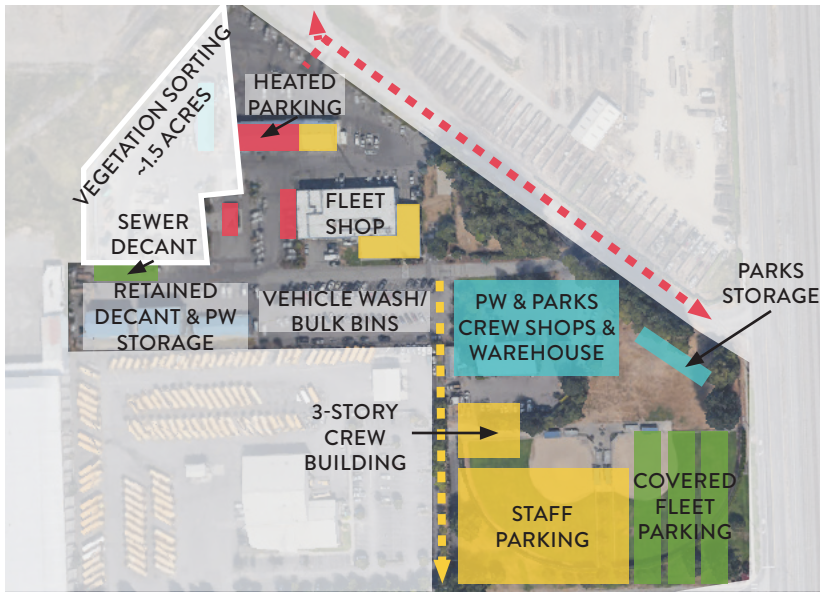 VEGETATION SORTING
~1.5 ACRES
HEATED
PARKING
FLEET
SHOP
SEWER
DECANT
RETAINED
DECANT & PW
STORAGE
VEHICLE WASH/
BULK BINS
PW & PARKS
CREW SHOPS &
WAREHOUSE
PARKS
STORAGE
3-STORY
CREW
BUILDING
STAFF
PARKING
COVERED
FLEET
PARKING